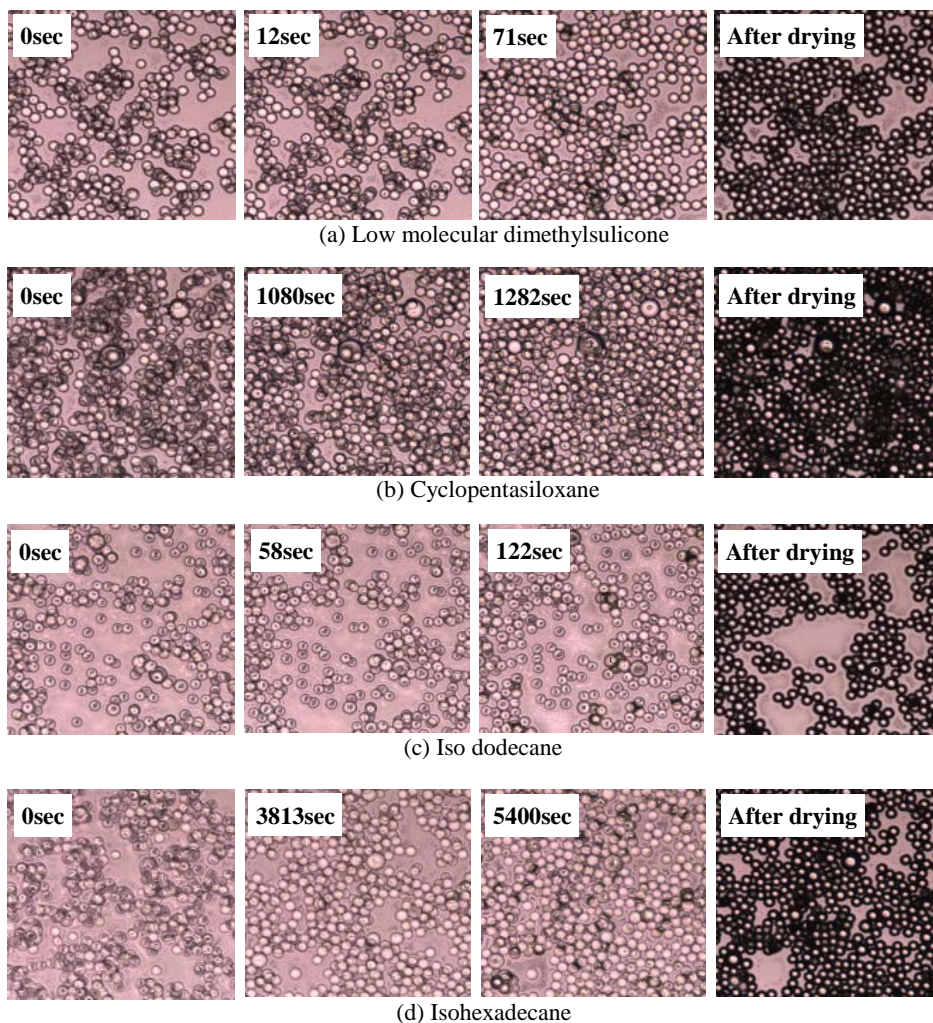 0sec 12sec 71sec After drying
(a) Low molecular dimethylsulicone
0sec 1080sec 1282sec After drying
(b) Cyclopentasiloxane
0sec 58sec 122sec After drying
(c) Iso dodecane
0sec 3813sec 5400sec After drying
(d) Isohexadecane